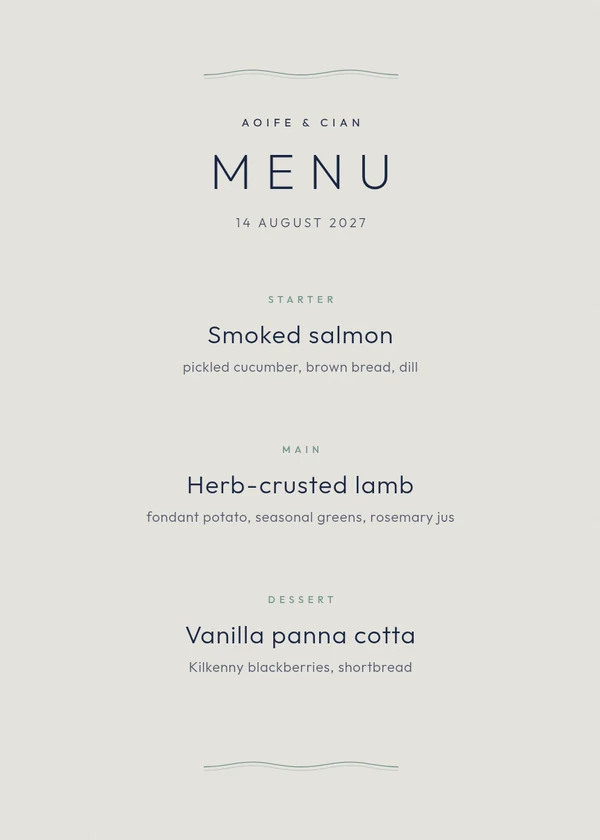 AOIFE & CIAN
MENU
14 AUGUST 2027
STARTER
Smoked salmon
pickled cucumber, brown bread, dill
MAIN
Herb-crusted lamb
fondant potato, seasonal greens, rosemary jus
DESSERT
Vanilla panna cotta
Kilkenny blackberries, shortbread